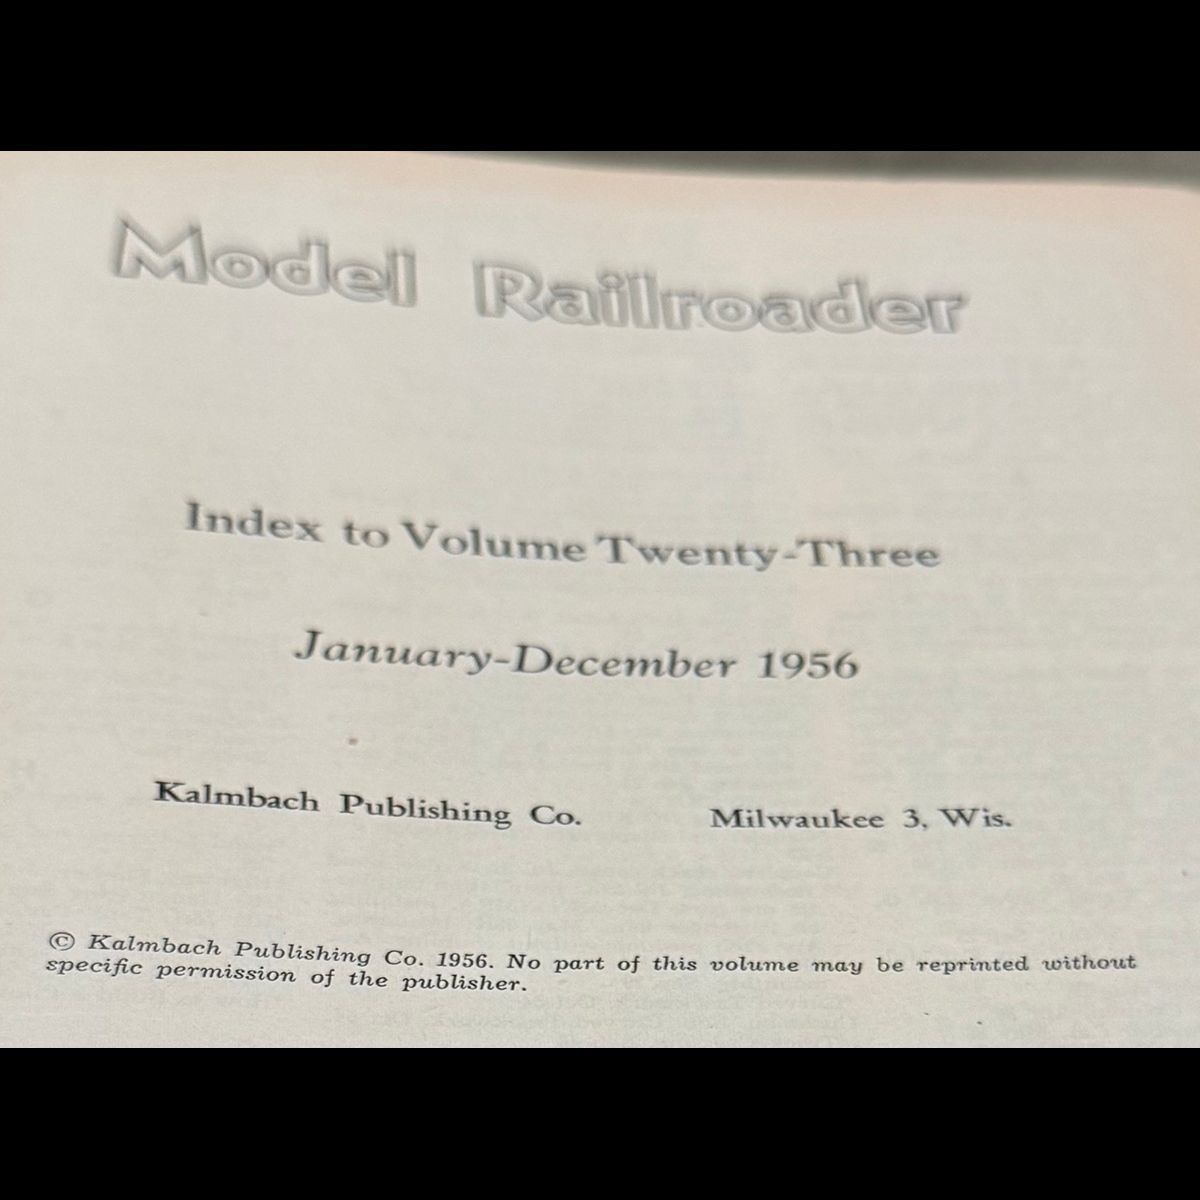 Model Railroader
Index to Volume Twenty-Three
January-December 1956
Kalmbach Publishing Co. Milwaukee 3, Wis.
© Kalmbach Publishing Co. 1956. No part of this volume may be reprinted without
specific permission of the publisher.